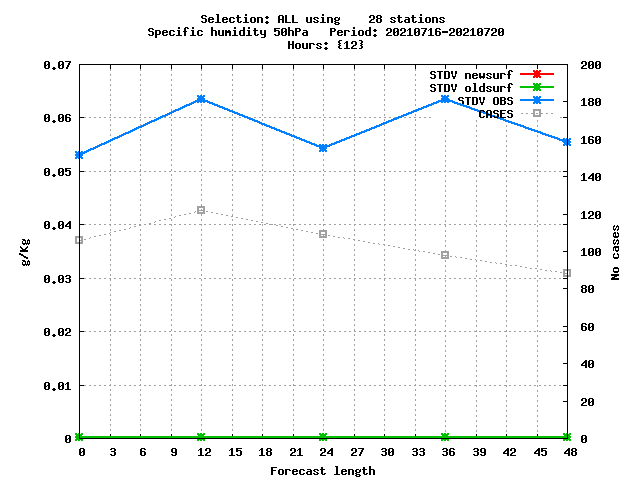 Selection: ALL using    28 stations
Specific humidity 50hPa   Period: 20210716-20210720
Hours: {12}
0.07
0.06
0.05
0.04
0.03
0.02
0.01
0
g/Kg
200
180
160
140
120
100
80
60
40
20
0
No cases
STDV newsurf
STDV oldsurf
STDV OBS
CASES
0 3 6 9 12 15 18 21 24 27 30 33 36 39 42 45 48
Forecast length